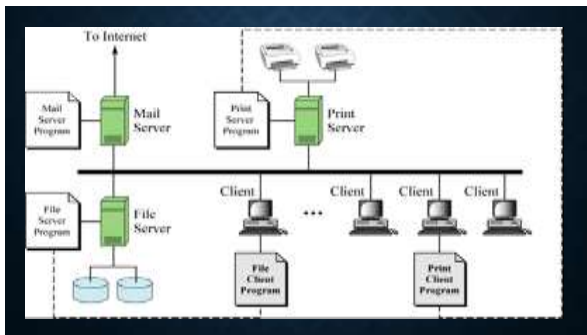 To Internet
Mail
Server
Program
Mail
Server
Print
Server
Program
Print
Server
File
Server
Program
File
Server
Client
Client
Client
Client
...
File
Client
Program
Print
Client
Program